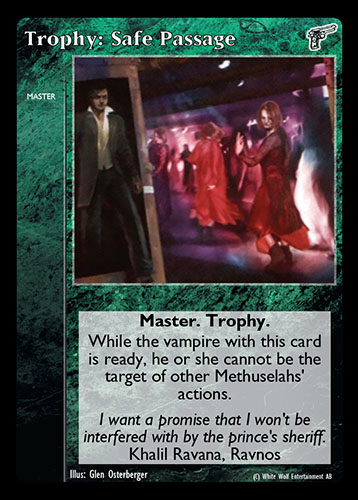 Trophy: Safe Passage
MASTER
Master. Trophy.
While the vampire with this card
is ready, he or she cannot be the
target of other Methuselahs'
actions.
I want a promise that I won't be
interfered with by the prince's sheriff.
Khalil Ravana, Ravnos
Illus: Glen Osterberger
(C) White Wolf Entertainment AB